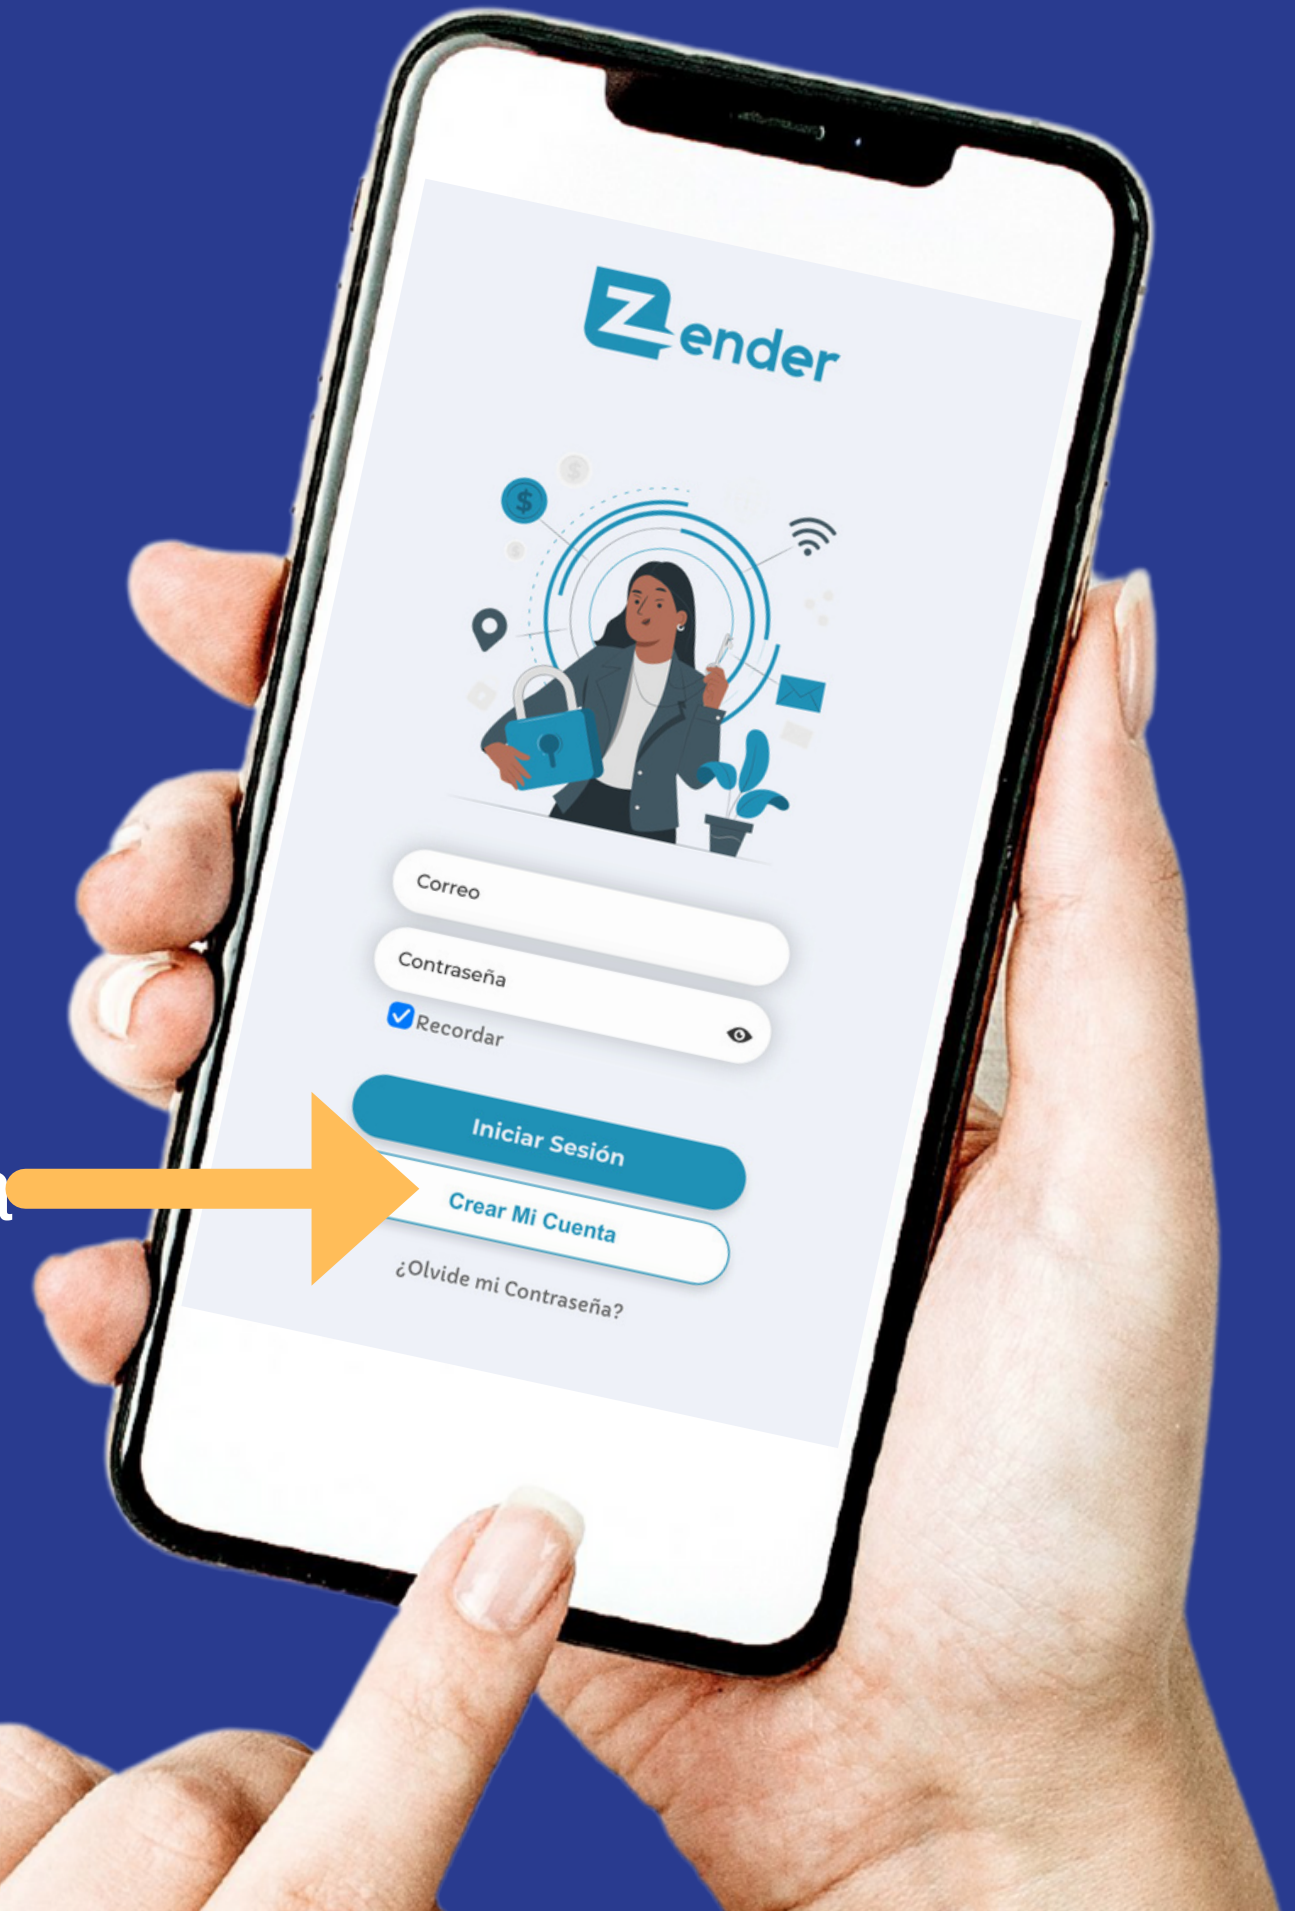 Zender
Correo
Contraseña
Recordar
Iniciar Sesión
Crear Mi Cuenta
¿Olvide mi Contraseña?